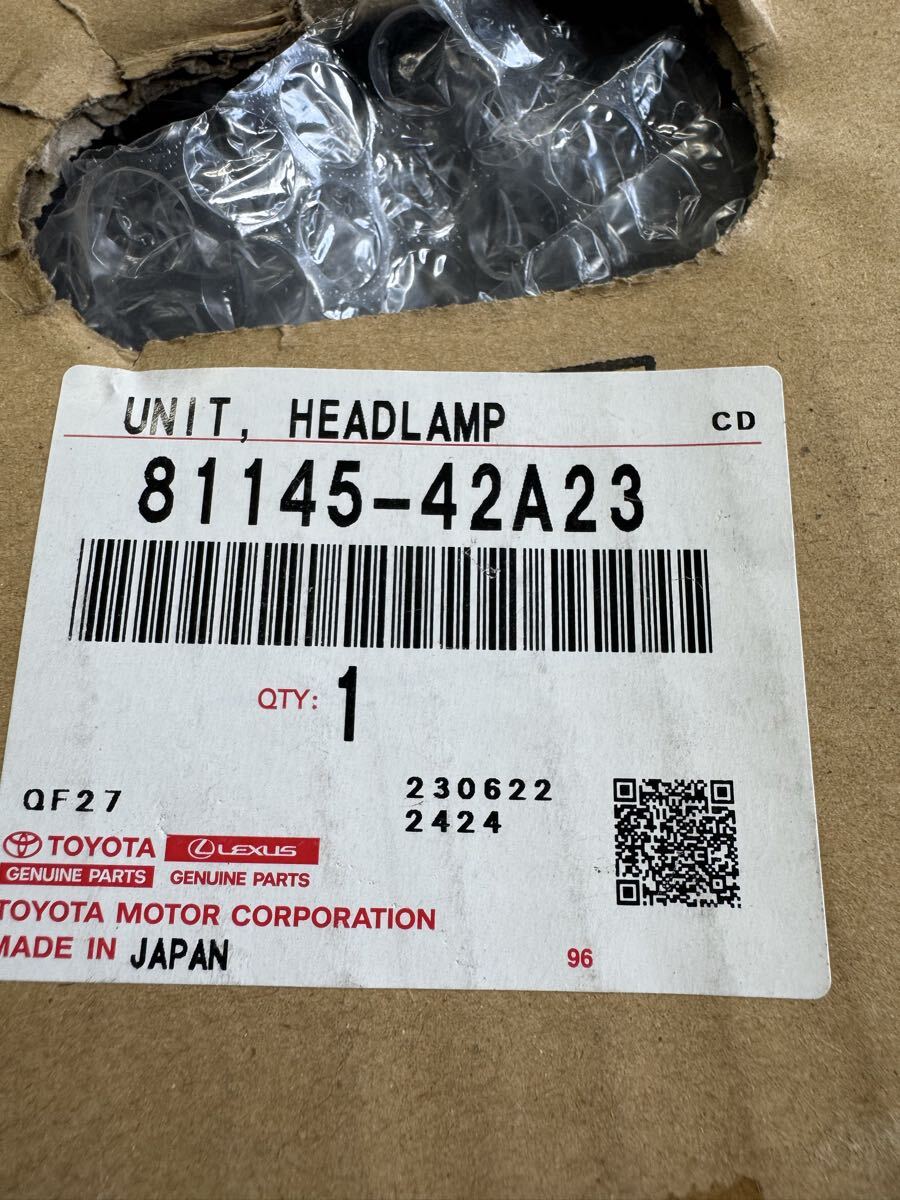 UNIT, HEADLAMP CD
81145-42A23
QTY: 1
QF27 230622
2424
TOYOTA LEXUS
GENUINE PARTS GENUINE PARTS
TOYOTA MOTOR CORPORATION
MADE IN JAPAN 96